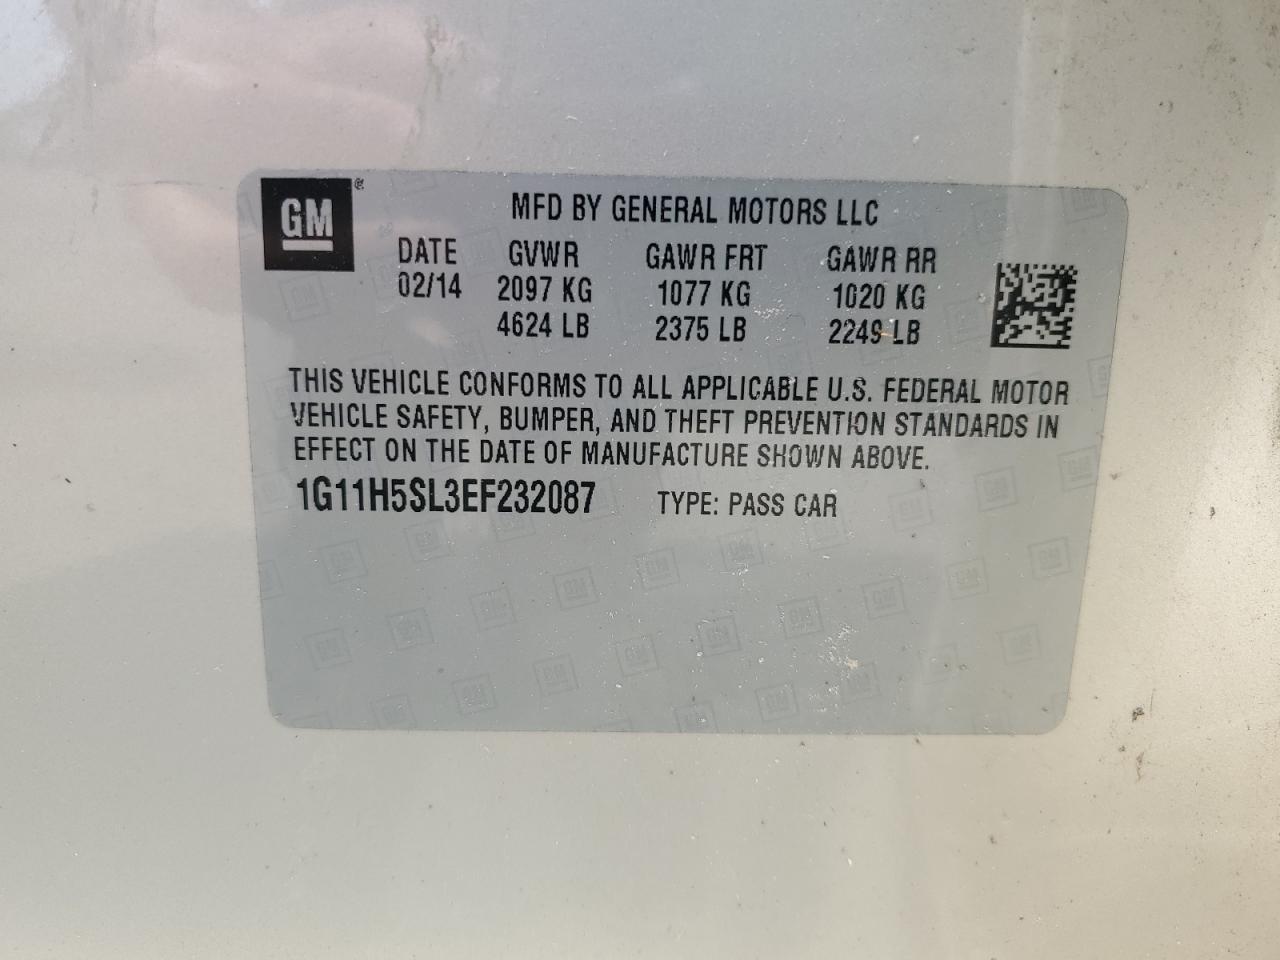 GM ®
MFD BY GENERAL MOTORS LLC
DATE GVWR GAWR FRT GAWR RR
02/14 2097 KG 1077 KG 1020 KG
4624 LB 2375 LB 2249 LB
THIS VEHICLE CONFORMS TO ALL APPLICABLE U.S. FEDERAL MOTOR
VEHICLE SAFETY, BUMPER, AND THEFT PREVENTION STANDARDS IN
EFFECT ON THE DATE OF MANUFACTURE SHOWN ABOVE.
1G11H5SL3EF232087 TYPE: PASS CAR